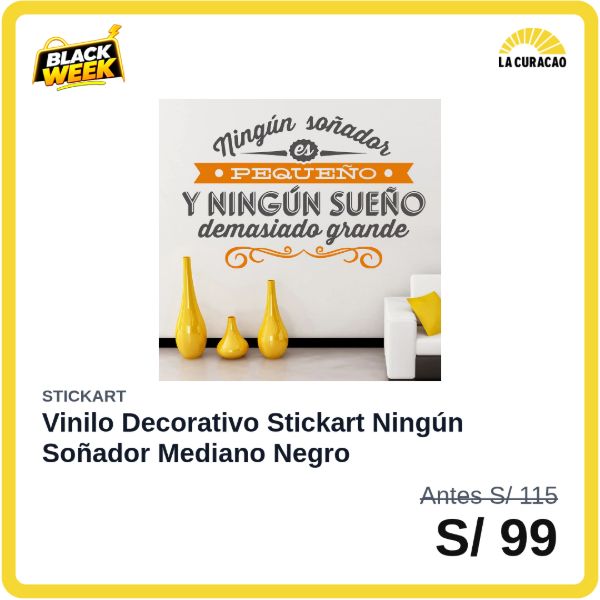 BLACK
WEEK
LA CURACAO
Ningún soñador
es
PEQUEÑO
Y NINGÚN SUEÑO
demasiado grande
STICKART
Vinilo Decorativo Stickart Ningún
Soñador Mediano Negro
Antes S/ 115
S/ 99